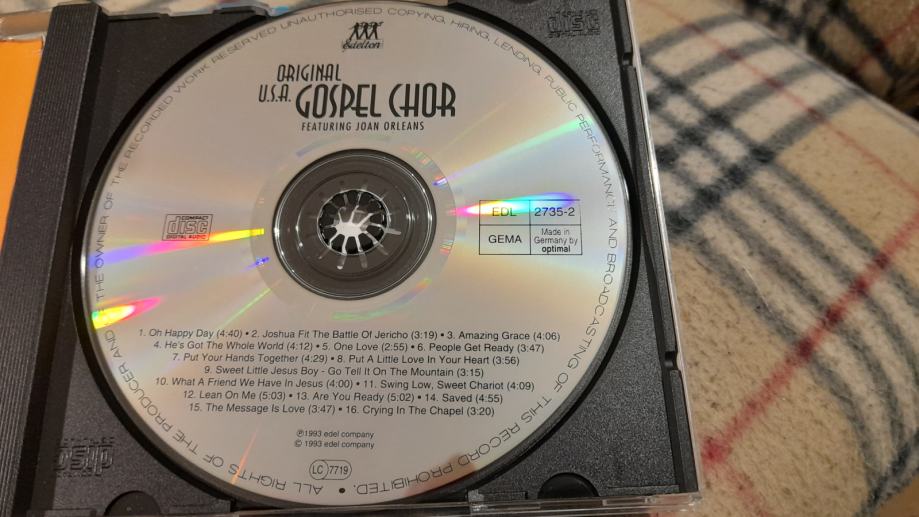 Edelton
ORIGINAL
U.S.A. GOSPEL CHOR
FEATURING JOAN ORLEANS
COMPACT
disc
DIGITAL AUDIO
EDL 2735-2
GEMA Made in
Germany by
optimal
1. Oh Happy Day (4:40) • 2. Joshua Fit The Battle Of Jericho (3:19) • 3. Amazing Grace (4:06)
4. He's Got The Whole World (4:12) • 5. One Love (2:55) • 6. People Get Ready (3:47)
7. Put Your Hands Together (4:29) • 8. Put A Little Love In Your Heart (3:56)
9. Sweet Little Jesus Boy - Go Tell It On The Mountain (3:15)
10. What A Friend We Have In Jesus (4:00) • 11. Swing Low, Sweet Chariot (4:09)
12. Lean On Me (5:03) • 13. Are You Ready (5:02) • 14. Saved (4:55)
15. The Message Is Love (3:47) • 16. Crying In The Chapel (3:20)
℗ 1993 edel company
© 1993 edel company
LC 7719
ALL RIGHTS OF THE PRODUCER AND THE OWNER OF THE RECORDED WORK RESERVED UNAUTHORISED COPYING, HIRING, LENDING, PUBLIC PERFORMANCE AND BROADCASTING OF THIS RECORD PROHIBITED. •
disc
disc